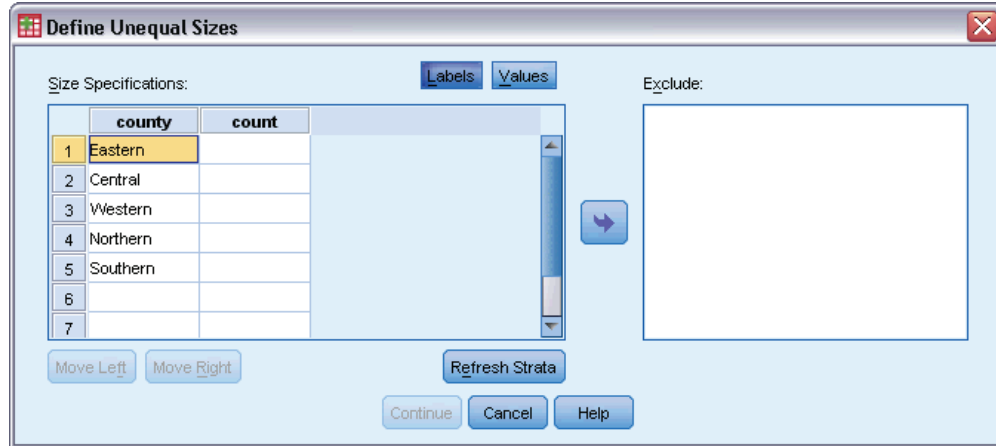 Define Unequal Sizes
Size Specifications:
Labels Values
Exclude:
county count
1 Eastern
2 Central
3 Western
4 Northern
5 Southern
6
7
Move Left Move Right Refresh Strata
Continue Cancel Help